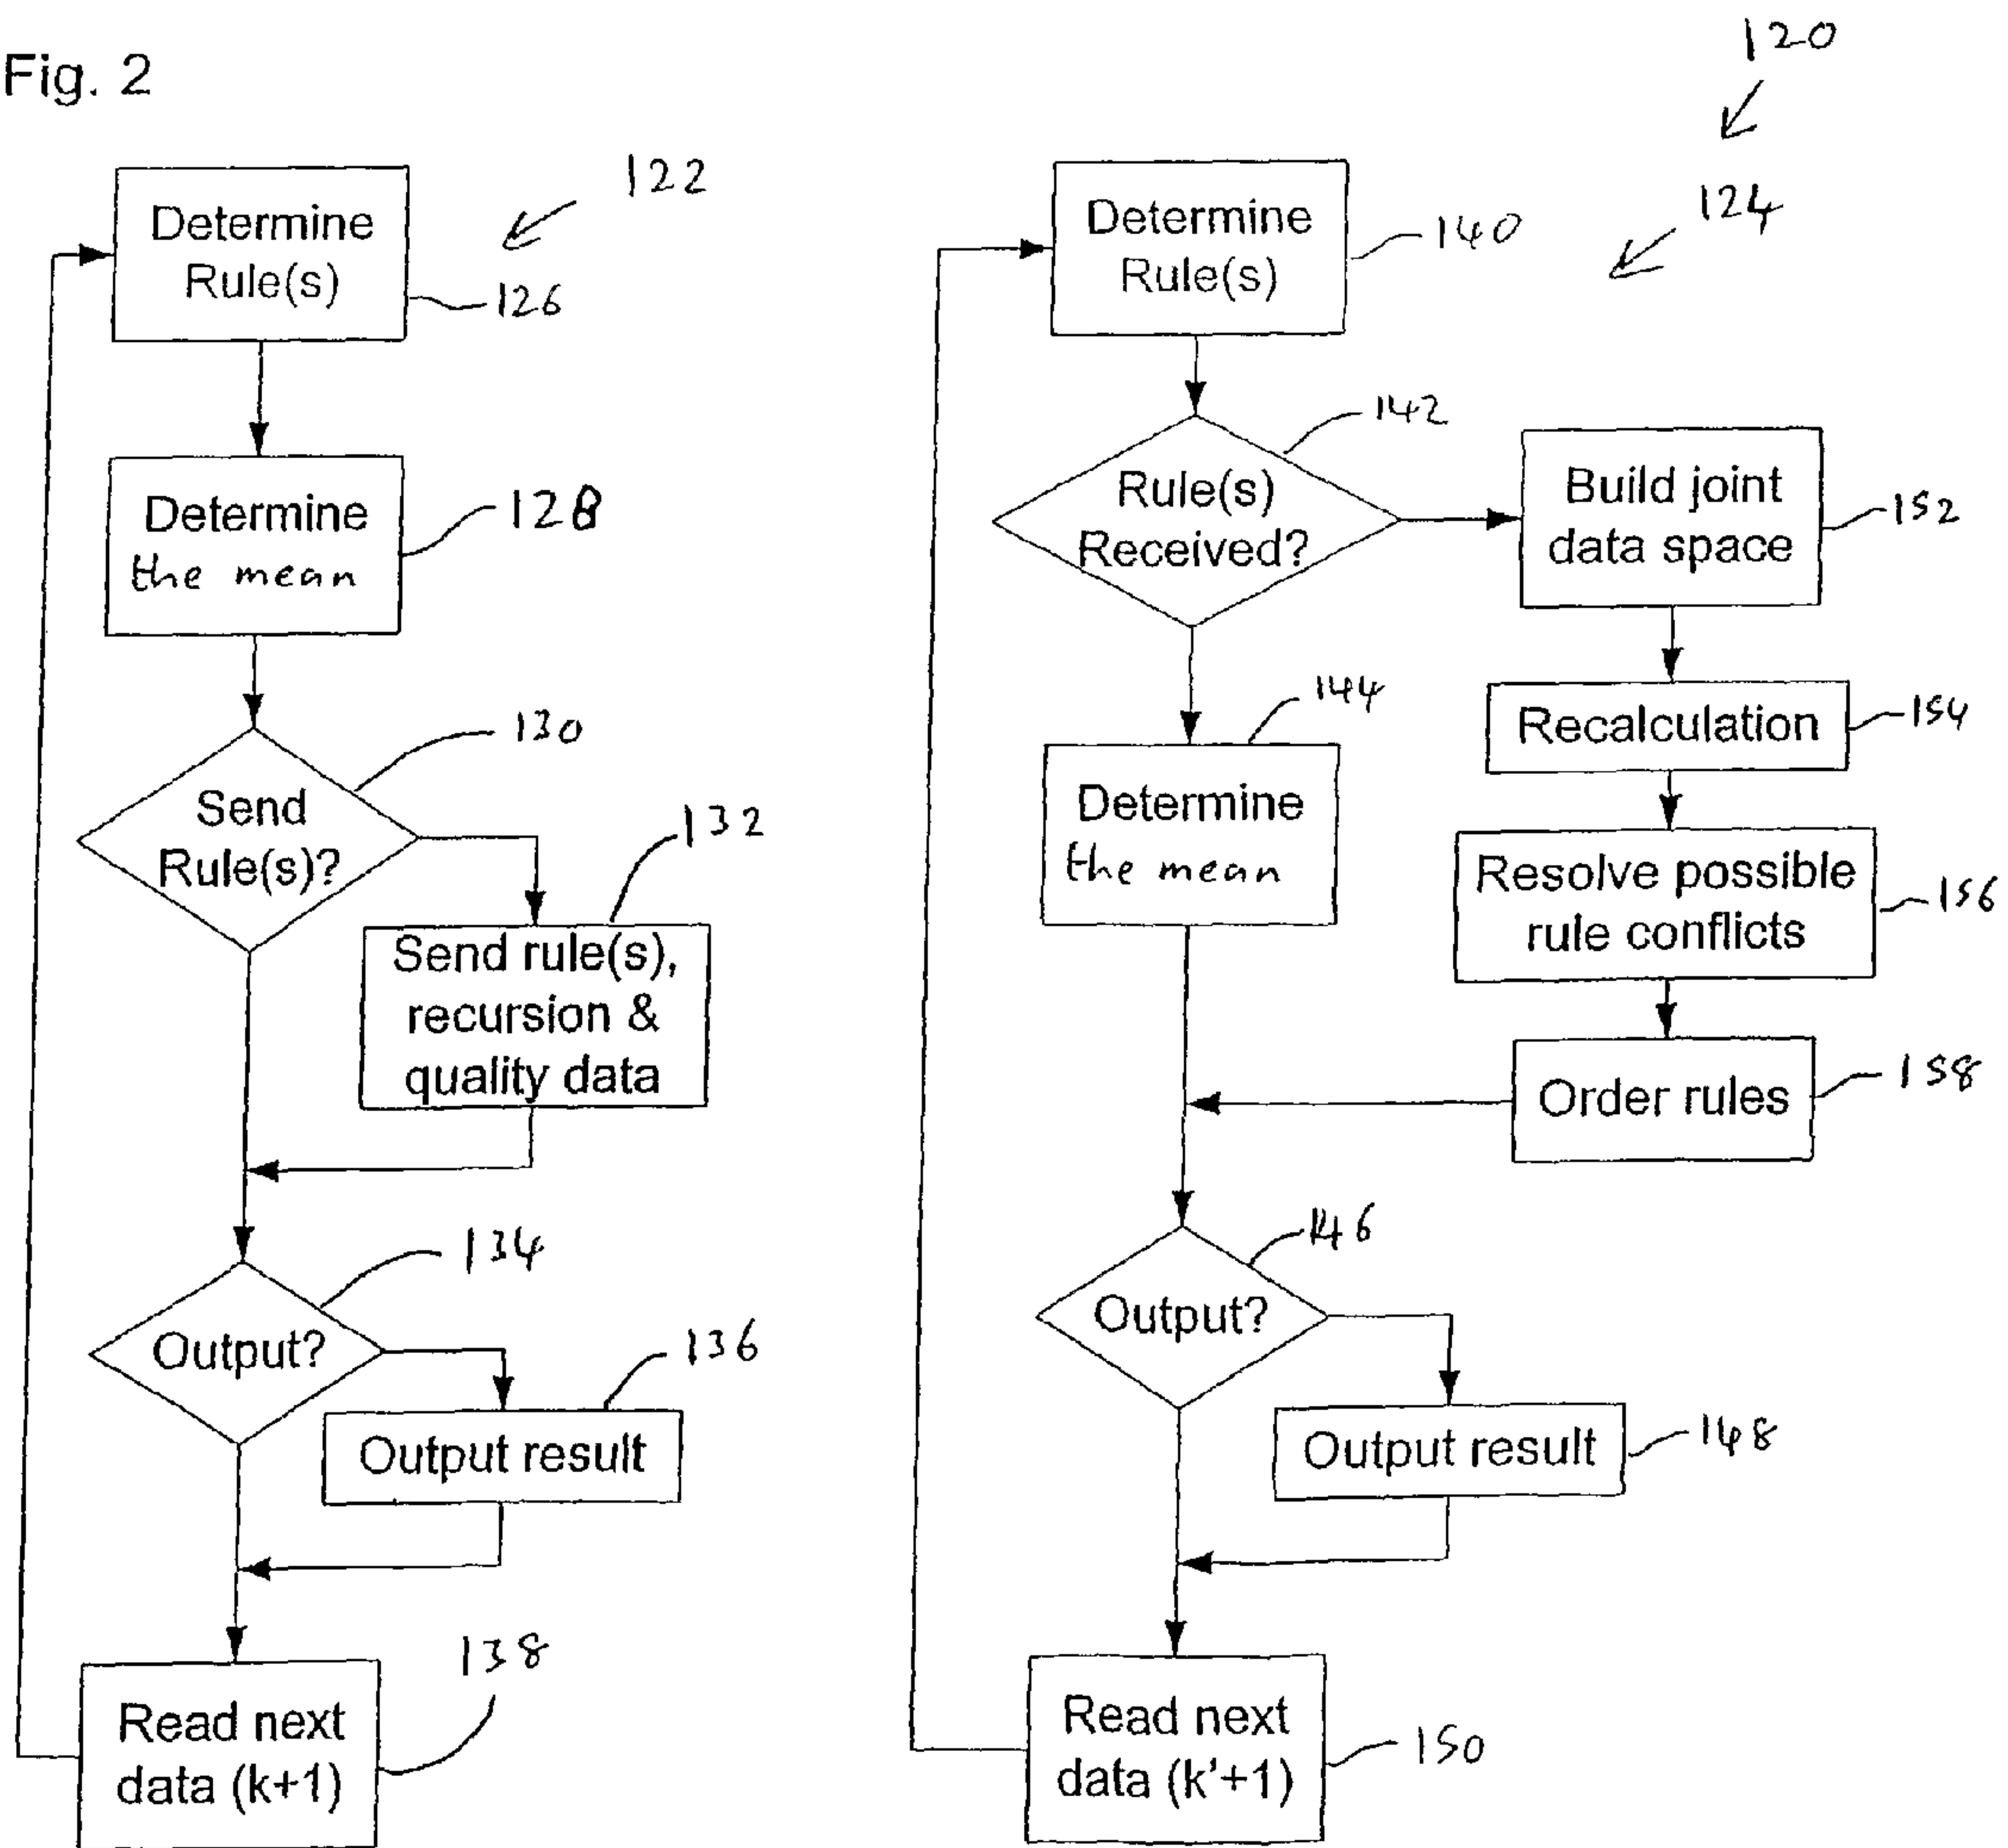 Fig. 2
120
122
124
Determine
Rule(s)
126
Determine
the mean
128
130
Send
Rule(s)?
132
Send rule(s),
recursion &
quality data
134
Output?
136
Output result
138
Read next
data (k+1)
Determine
Rule(s)
140
142
Rule(s)
Received?
Build joint
data space
152
144
Determine
the mean
Recalculation
154
Resolve possible
rule conflicts
156
Order rules
158
146
Output?
Output result
148
Read next
data (k'+1)
150